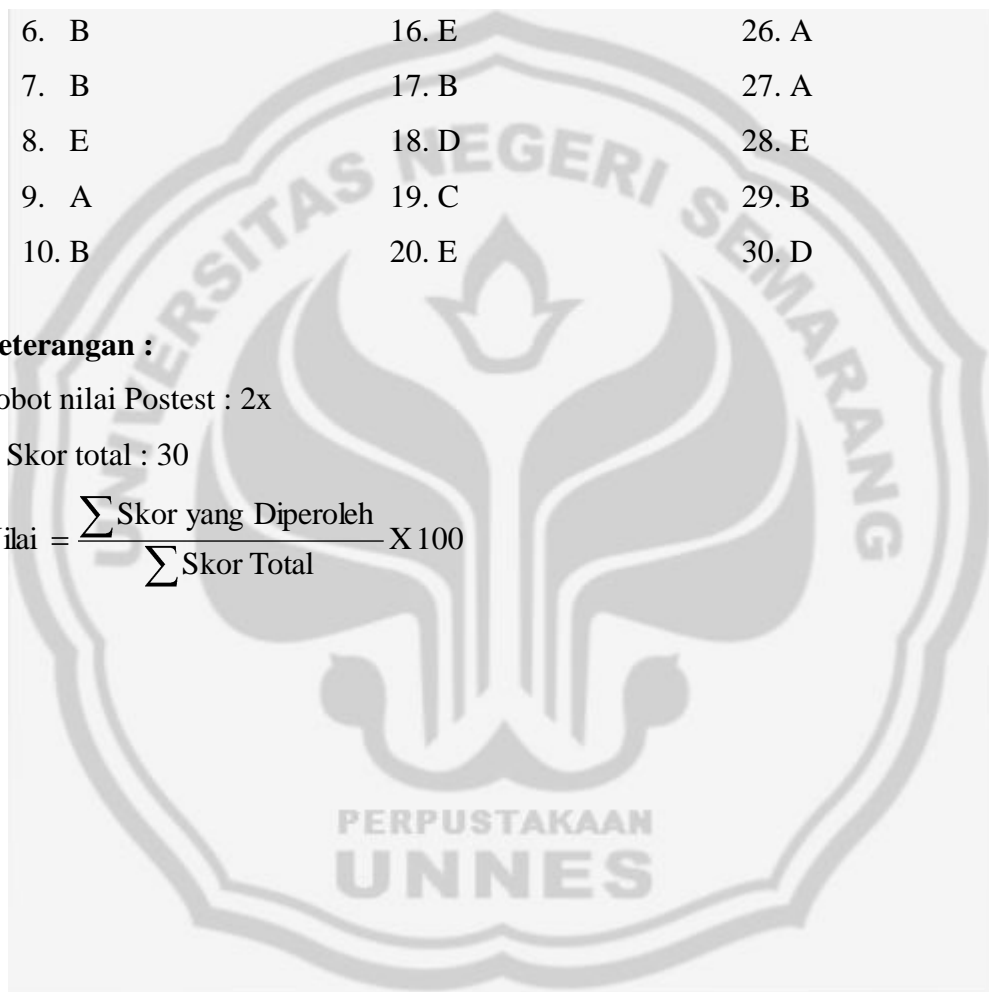 6. B 16. E 26. A
7. B 17. B 27. A
8. E 18. D 28. E
9. A 19. C 29. B
10. B 20. E 30. D
eterangan :
obot nilai Postest : 2x
Skor total : 30
ilai = ∑Skor yang Diperoleh / ∑Skor Total X 100
UNIVERSITAS NEGERI SEMARANG
PERPUSTAKAAN
UNNES